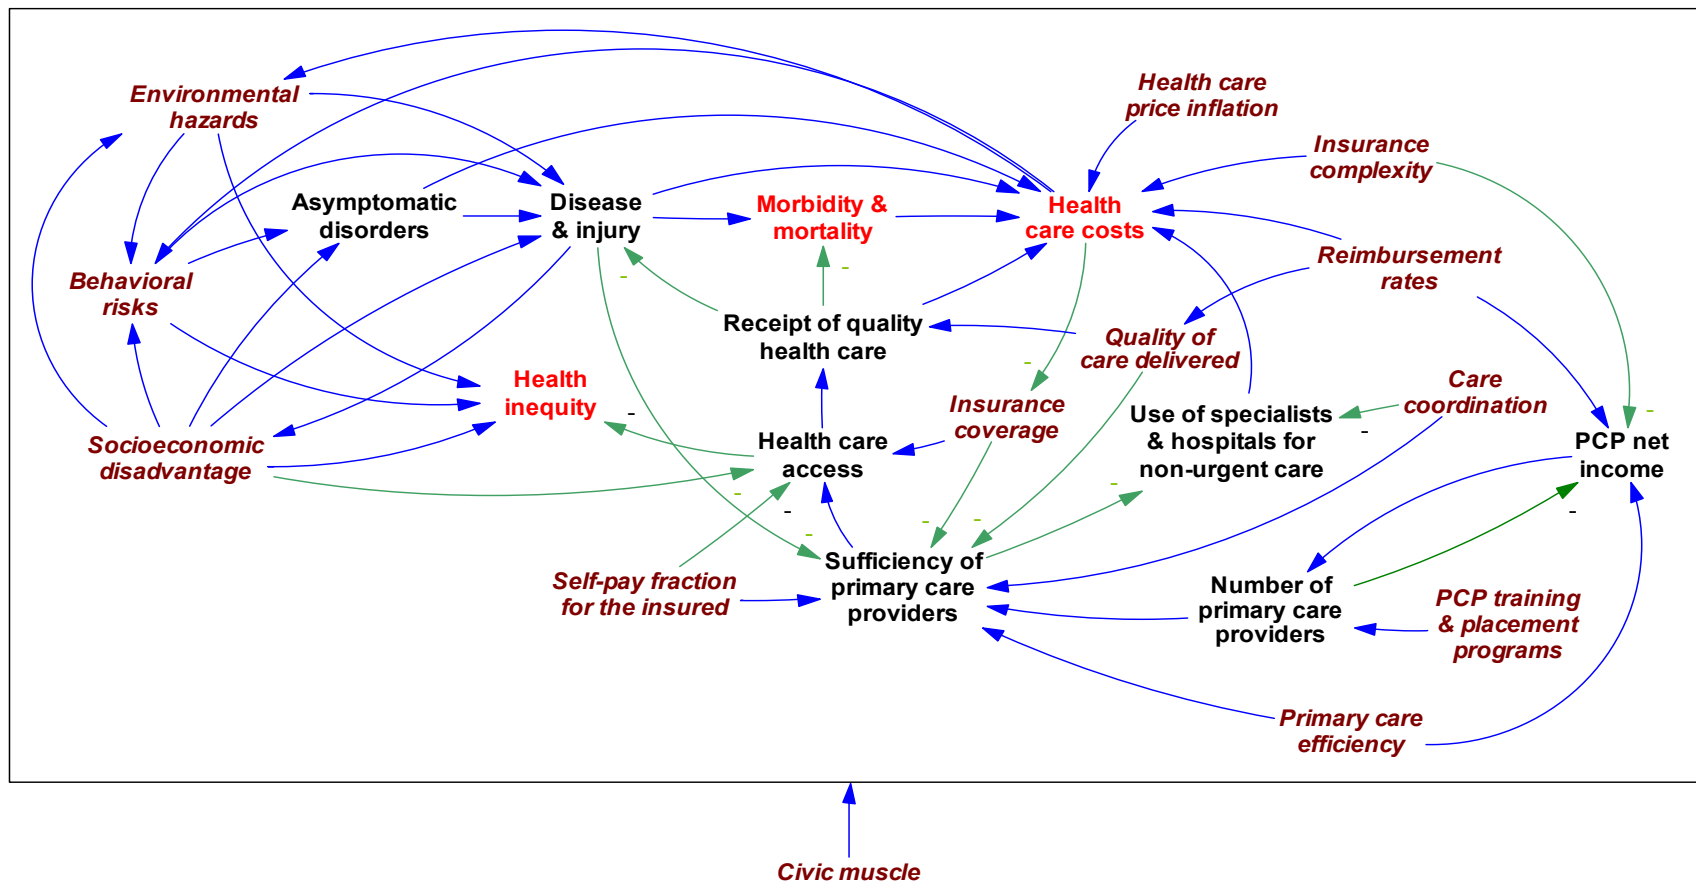 Environmental
hazards
Health care
price inflation
Insurance
complexity
Asymptomatic
disorders
Disease
& injury
Morbidity &
mortality
Health
care costs
Reimbursement
rates
Behavioral
risks
-
-
Receipt of quality
health care
Quality of
care delivered
-
Health
inequity
-
Insurance
coverage
Care
coordination
Use of specialists
& hospitals for
non-urgent care
-
-
PCP net
income
Socioeconomic
disadvantage
Health care
access
-
-
-
-
-
-
-
Self-pay fraction
for the insured
Sufficiency of
primary care
providers
Number of
primary care
providers
PCP training
& placement
programs
Primary care
efficiency
Civic muscle